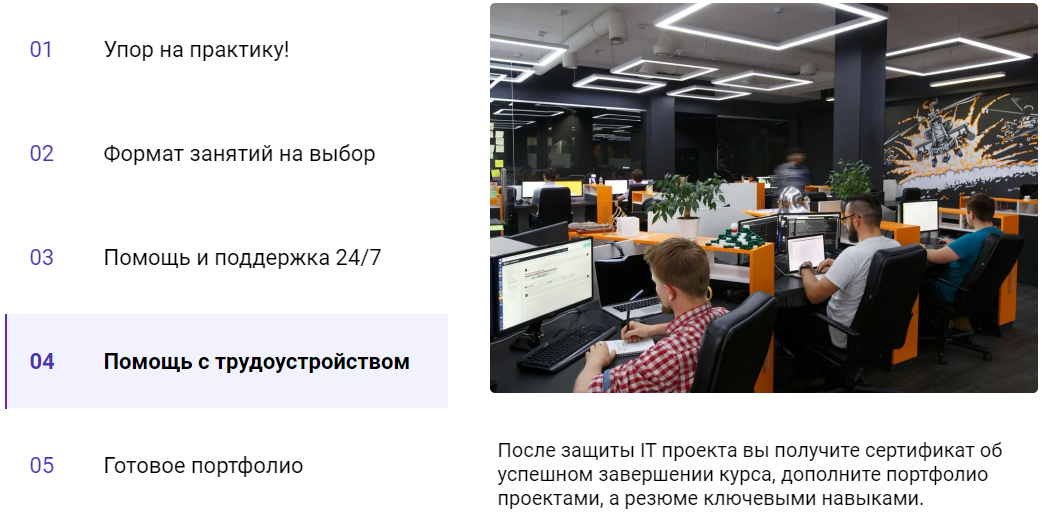 01 Упор на практику!
02 Формат занятий на выбор
03 Помощь и поддержка 24/7
04 Помощь с трудоустройством
05 Готовое портфолио
После защиты IT проекта вы получите сертификат об
успешном завершении курса, дополните портфолио
проектами, а резюме ключевыми навыками.